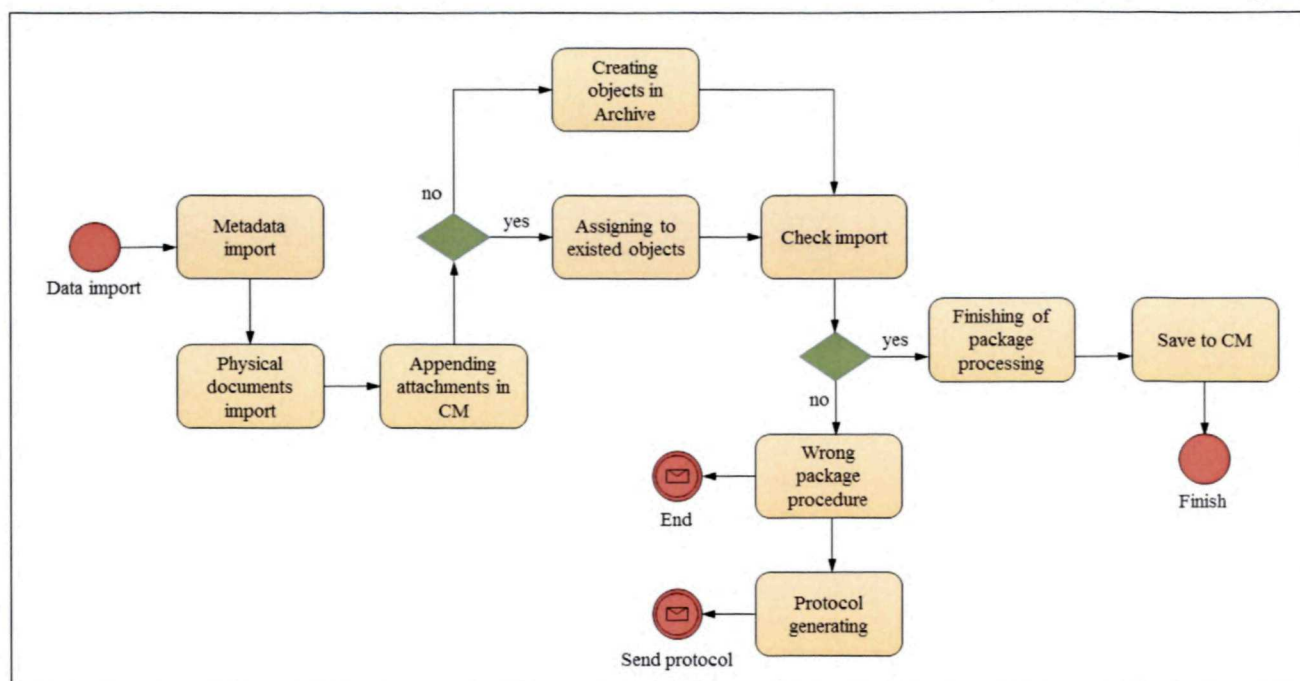 Creating
objects in
Archive
no
yes
Metadata
import
Assigning to
existed objects
Check import
Data import
Physical
documents
import
Appending
attachments in
CM
yes
Finishing of
package
processing
Save to CM
no
Wrong
package
procedure
End
Finish
Protocol
generating
Send protocol